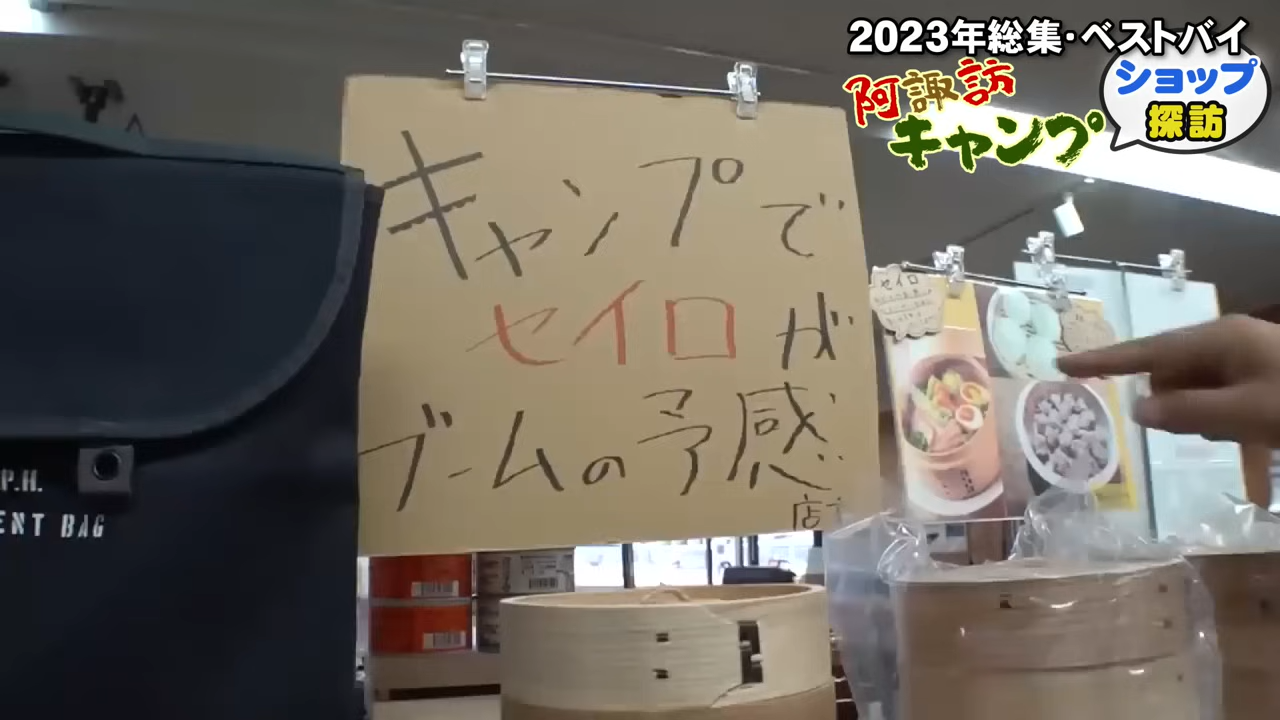 2023年総集・ベストバイ
阿諏訪
キャンプ
ショップ
探訪
キャンプで
セイロが
ブームの予感
店
セイロ
P.H.
ENT BAG